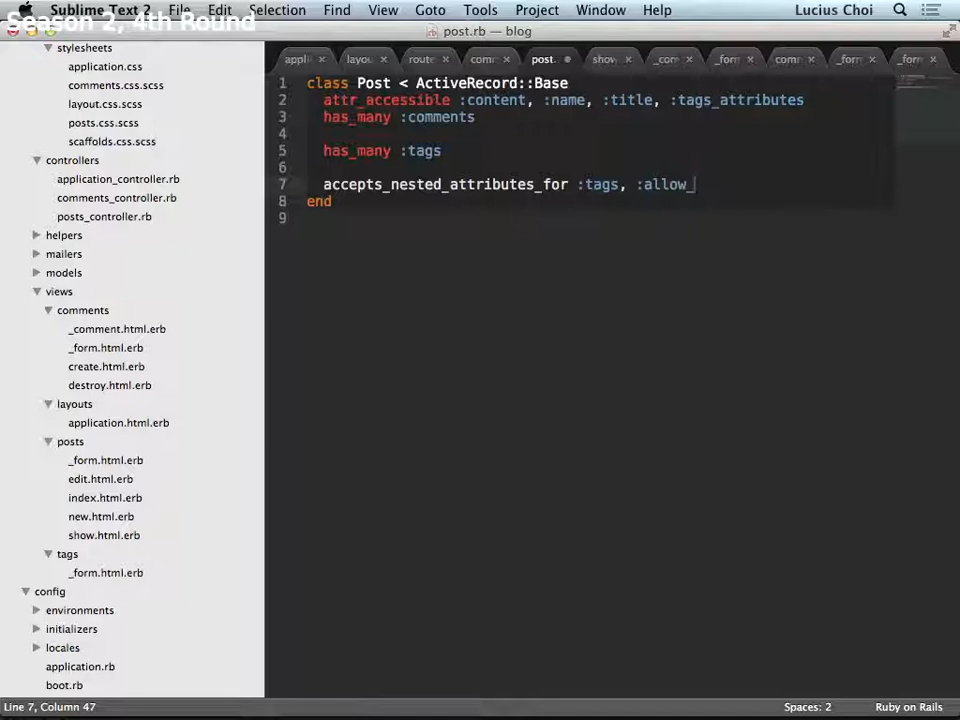 Sublime Text 2 File Edit Selection Find View Goto Tools Project Window Help Lucius Choi
Season 2, 4th Round
post.rb — blog
stylesheets
application.css
comments.css.scss
layout.css.scss
posts.css.scss
scaffolds.css.scss
controllers
application_controller.rb
comments_controller.rb
posts_controller.rb
helpers
mailers
models
views
comments
_comment.html.erb
_form.html.erb
create.html.erb
destroy.html.erb
layouts
application.html.erb
posts
_form.html.erb
edit.html.erb
index.html.erb
new.html.erb
show.html.erb
tags
_form.html.erb
config
environments
initializers
locales
application.rb
boot.rb
appli × layou × route × comm × post. show × _com × _form × comm × _form × _form ×
1 class Post < ActiveRecord::Base
2 attr_accessible :content, :name, :title, :tags_attributes
3 has_many :comments
4
5 has_many :tags
6
7 accepts_nested_attributes_for :tags, :allow_
8 end
9
Line 7, Column 47 Spaces: 2 Ruby on Rails